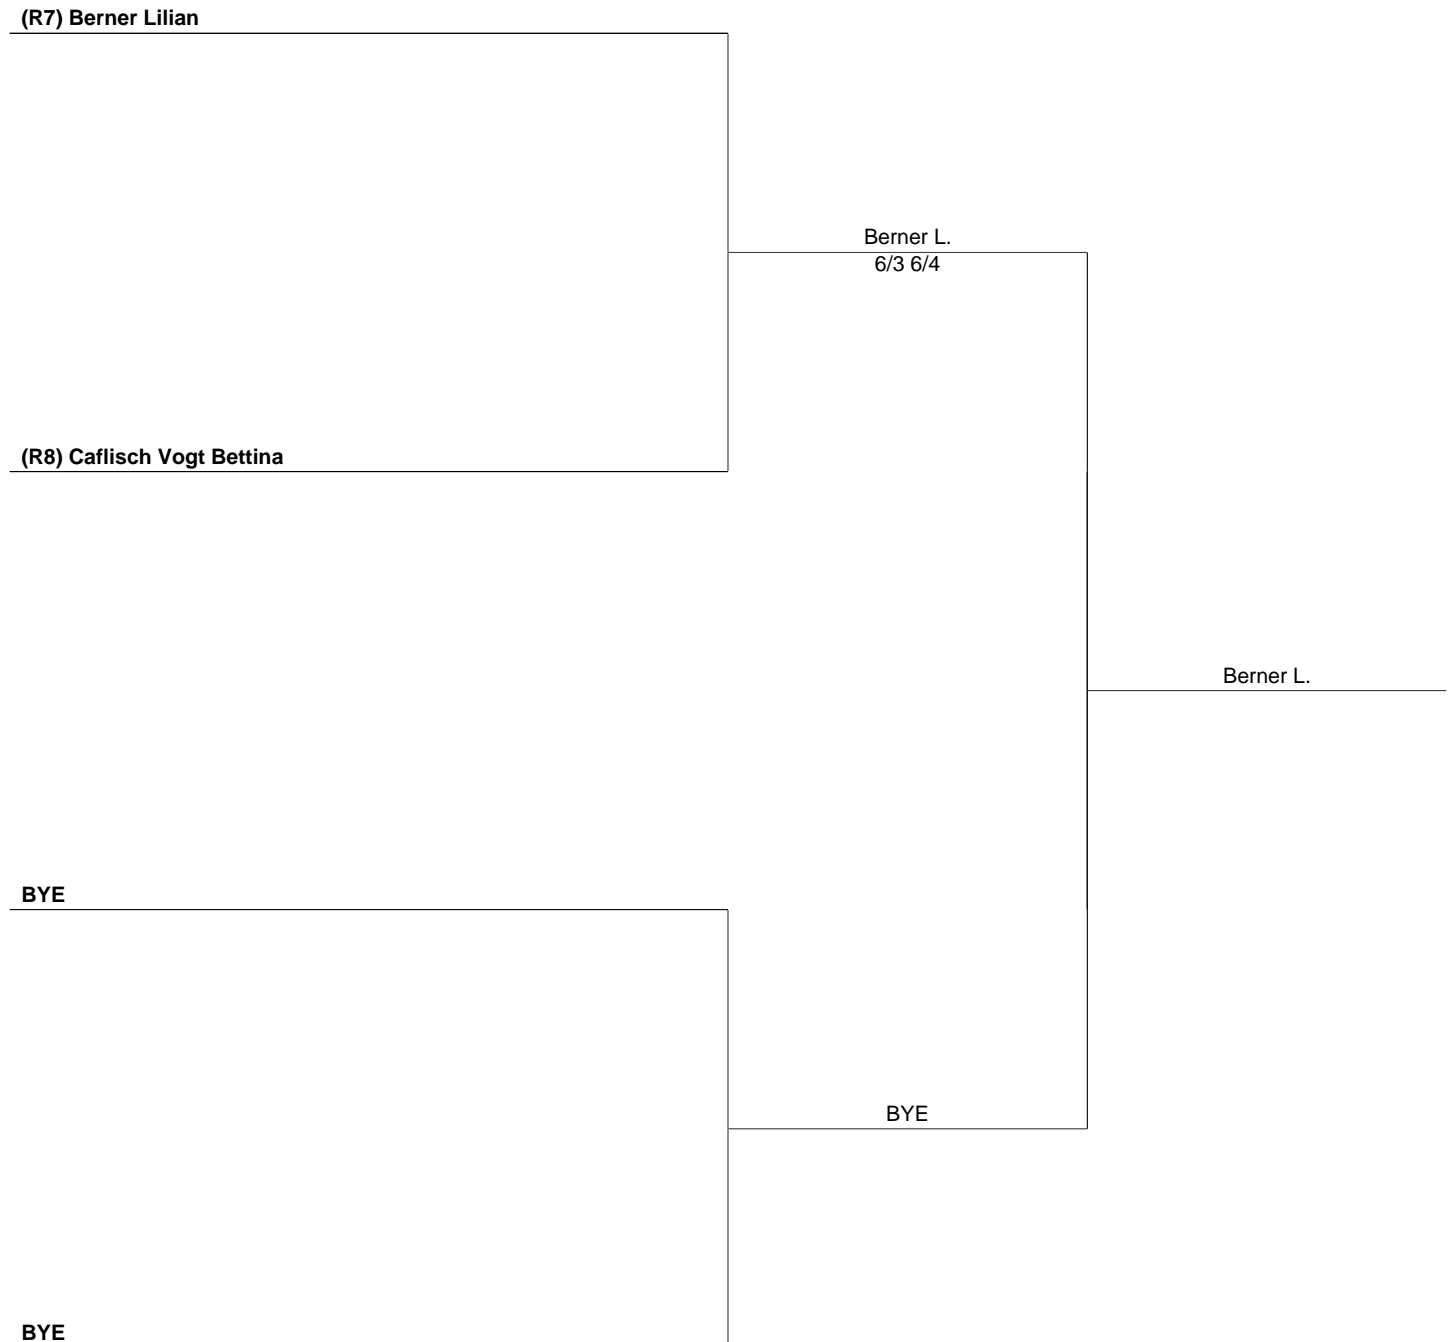 (R7) Berner Lilian
Berner L.
6/3 6/4
(R8) Caflisch Vogt Bettina
Berner L.
BYE
BYE
BYE